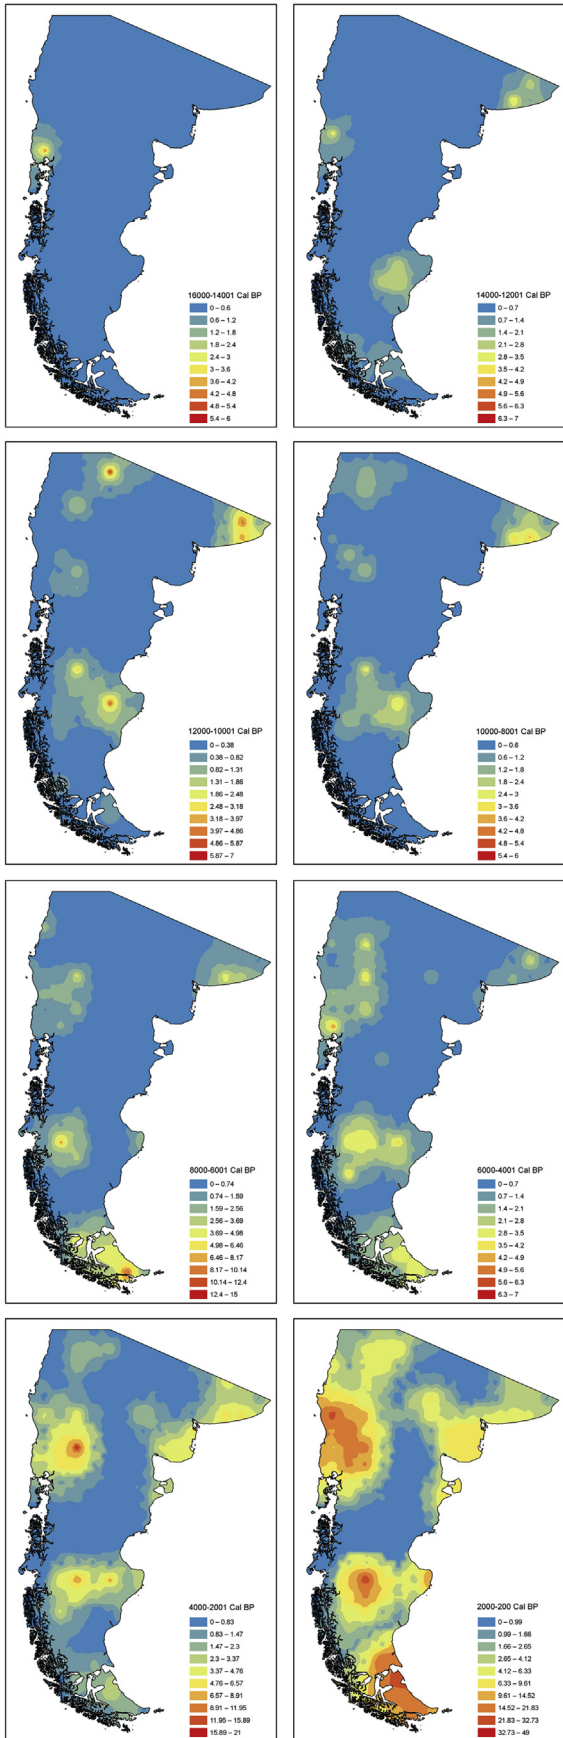 16000-14001 Cal BP
0 – 0.6
0.6 – 1.2
1.2 – 1.8
1.8 – 2.4
2.4 – 3
3 – 3.6
3.6 – 4.2
4.2 – 4.8
4.8 – 5.4
5.4 – 6
14000-12001 Cal BP
0 – 0.7
0.7 – 1.4
1.4 – 2.1
2.1 – 2.8
2.8 – 3.5
3.5 – 4.2
4.2 – 4.9
4.9 – 5.6
5.6 – 6.3
6.3 – 7
12000-10001 Cal BP
0 – 0.38
0.38 – 0.82
0.82 – 1.31
1.31 – 1.86
1.86 – 2.48
2.48 – 3.18
3.18 – 3.97
3.97 – 4.86
4.86 – 5.87
5.87 – 7
10000-8001 Cal BP
0 – 0.6
0.6 – 1.2
1.2 – 1.8
1.8 – 2.4
2.4 – 3
3 – 3.6
3.6 – 4.2
4.2 – 4.8
4.8 – 5.4
5.4 – 6
8000-6001 Cal BP
0 – 0.74
0.74 – 1.59
1.59 – 2.56
2.56 – 3.69
3.69 – 4.98
4.98 – 6.46
6.46 – 8.17
8.17 – 10.14
10.14 – 12.4
12.4 – 15
6000-4001 Cal BP
0 – 0.7
0.7 – 1.4
1.4 – 2.1
2.1 – 2.8
2.8 – 3.5
3.5 – 4.2
4.2 – 4.9
4.9 – 5.6
5.6 – 6.3
6.3 – 7
4000-2001 Cal BP
0 – 0.83
0.83 – 1.47
1.47 – 2.3
2.3 – 3.37
3.37 – 4.76
4.76 – 6.57
6.57 – 8.91
8.91 – 11.95
11.95 – 15.89
15.89 – 21
2000-200 Cal BP
0 – 0.99
0.99 – 1.66
1.66 – 2.65
2.65 – 4.12
4.12 – 6.33
6.33 – 9.61
9.61 – 14.52
14.52 – 21.83
21.83 – 32.73
32.73 – 49